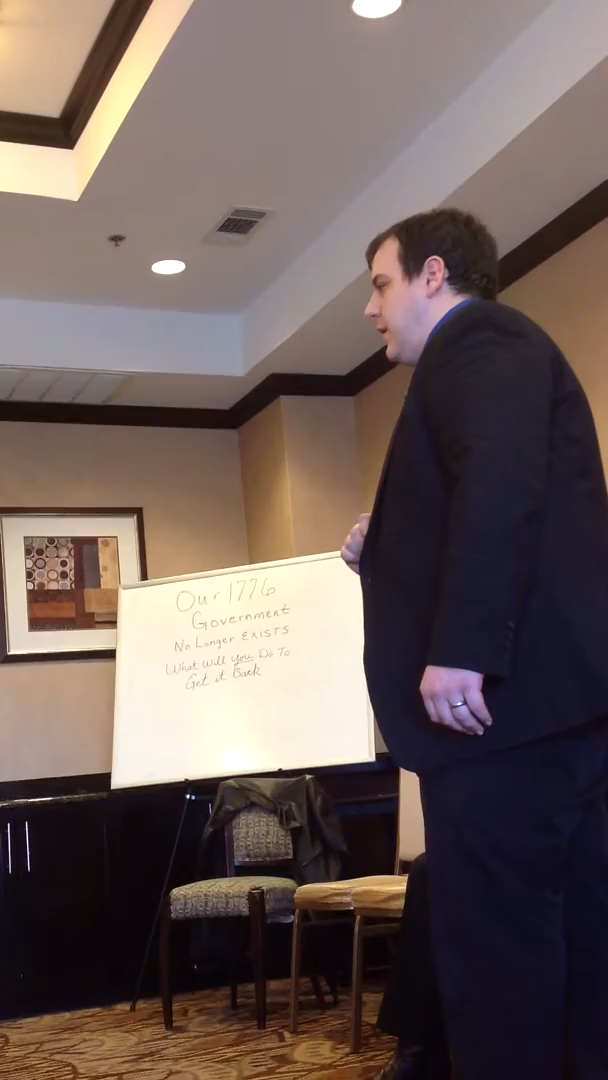 Our 1776
Government
No Longer EXISTS
What Will You Do To
Get it Back